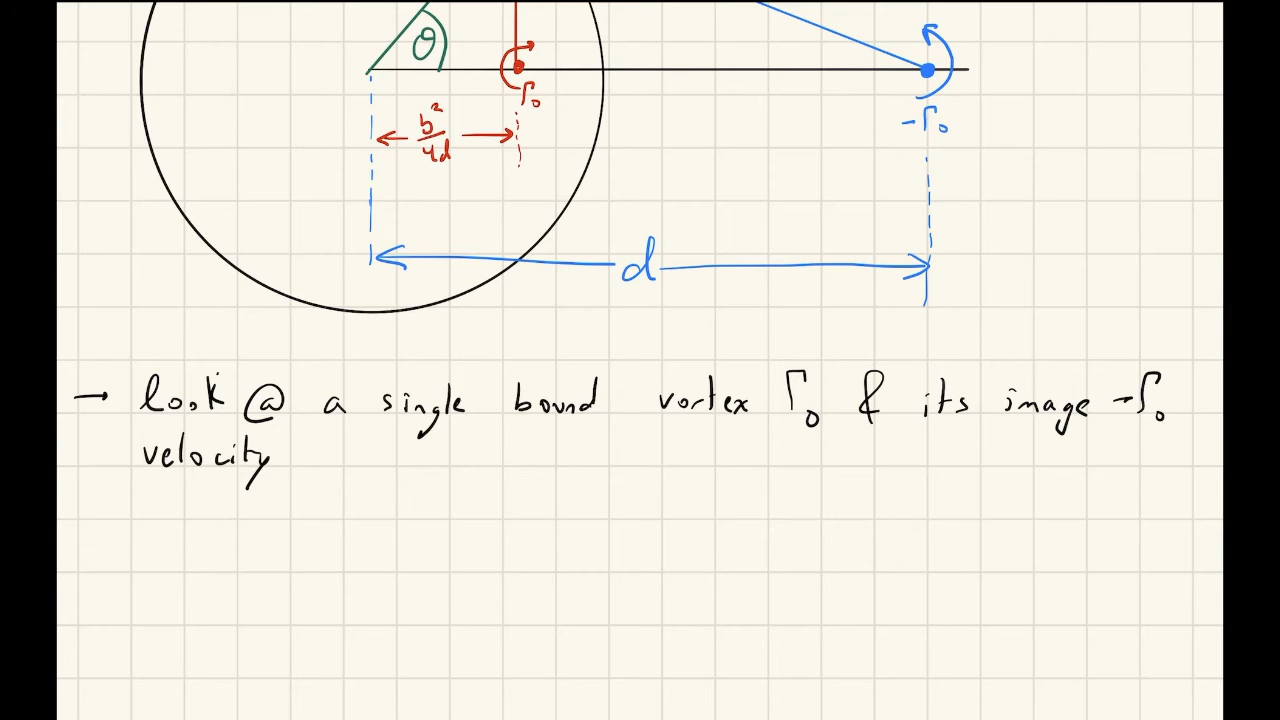 θ
Γ₀
-Γ₀
b²/4d
d
→ look @ a single bound vortex Γ₀ & its image -Γ₀
velocity